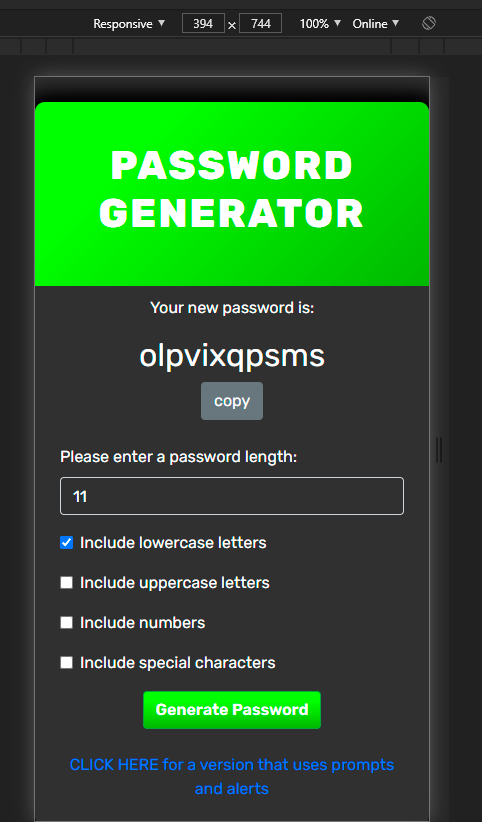 Responsive 394 × 744 100% Online
PASSWORD
GENERATOR
Your new password is:
olpvixqpsms
copy
Please enter a password length:
11
Include lowercase letters
Include uppercase letters
Include numbers
Include special characters
Generate Password
CLICK HERE for a version that uses prompts
and alerts